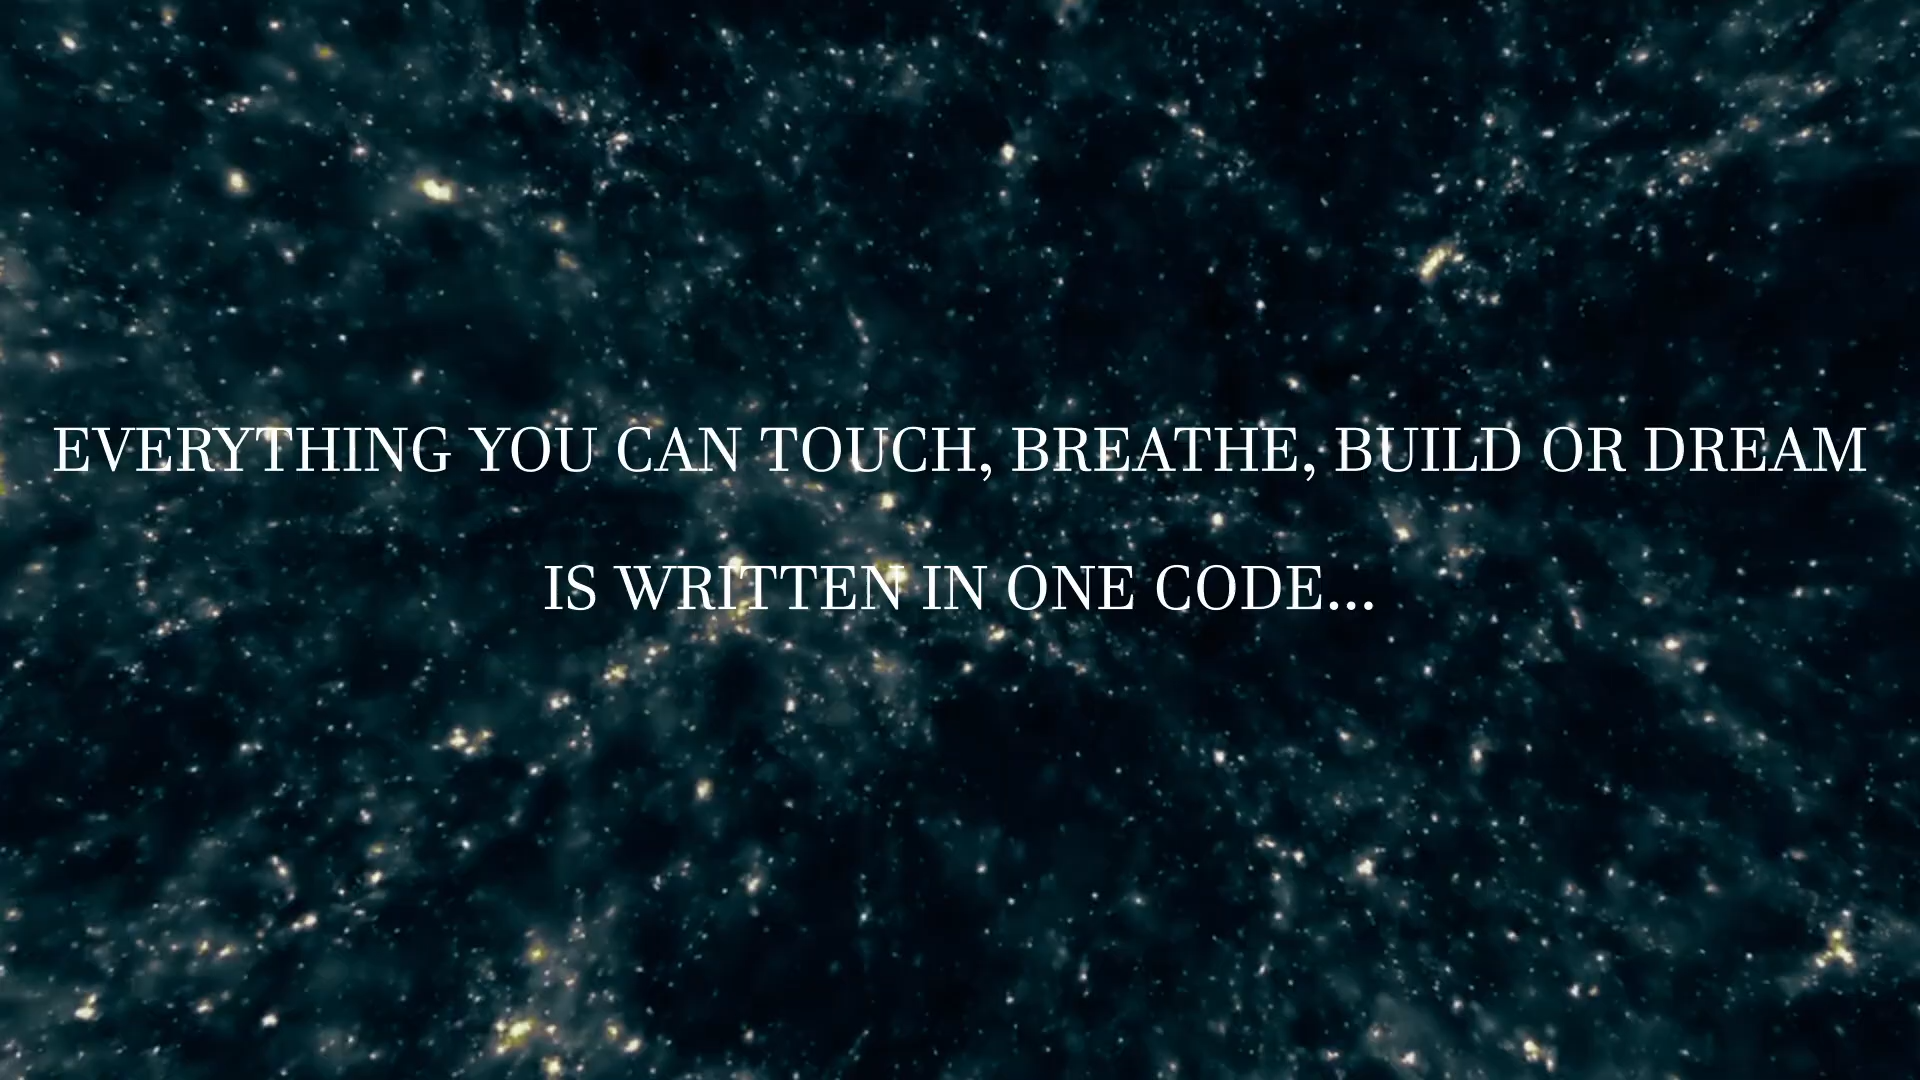 EVERYTHING YOU CAN TOUCH, BREATHE, BUILD OR DREAM
IS WRITTEN IN ONE CODE...